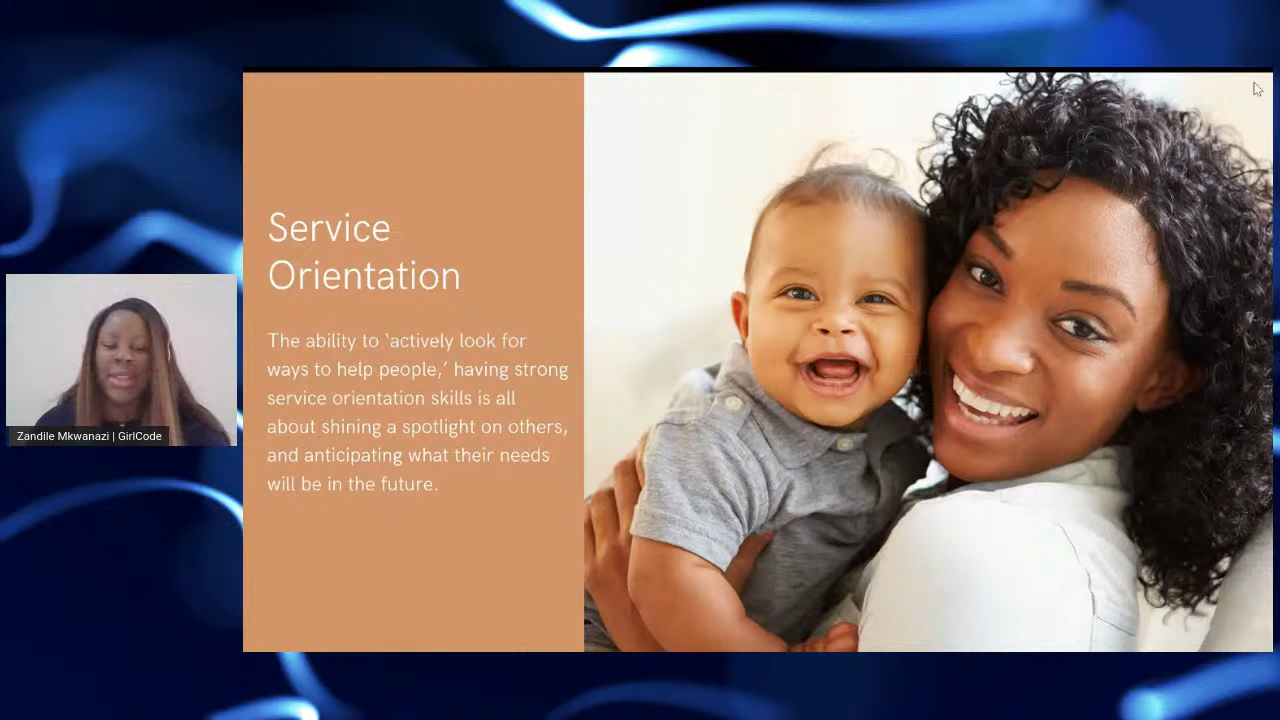 Service
Orientation
The ability to ‘actively look for
ways to help people,’ having strong
service orientation skills is all
about shining a spotlight on others,
and anticipating what their needs
will be in the future.
Zandile Mkwanazi | GirlCode